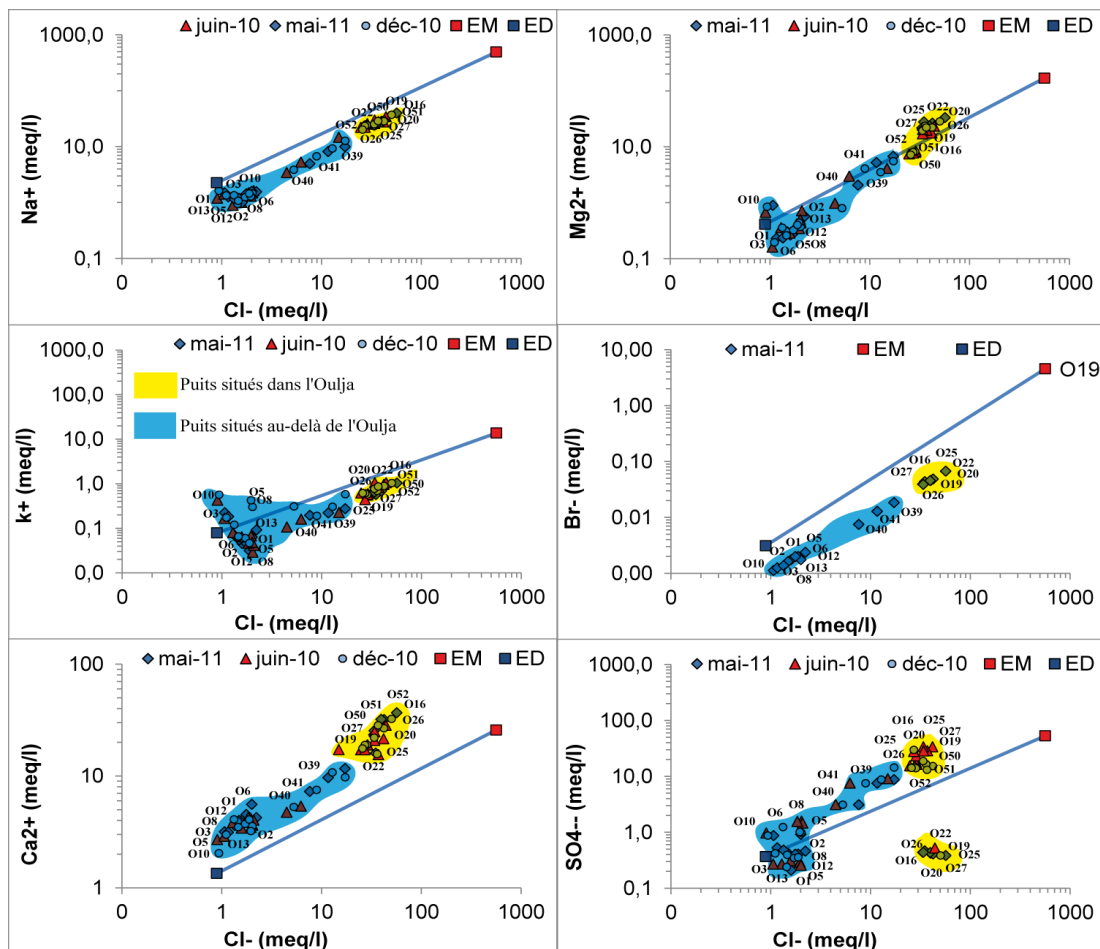 juin-10 mai-11 déc-10 EM ED
Na+ (meq/l)
1000,0
10,0
0,1
O22 O50 O19 O16
O51
O20
O27
O25
O26
O52
O39
O41
O40
O3 O10
O1
O13 O5 O6
O12 O2 O8
0 1 10 100 1000
Cl- (meq/l)
juin-10 mai-11 déc-10 EM ED
Mg2+ (meq/l)
1000,0
10,0
0,1
O25 O22
O27 O20
O26
O52 O19
O51 O16
O50
O41
O40
O39
O10
O2
O13
O1 O12
O3 O5O8
O6
0 1 10 100 1000
Cl- (meq/l
mai-11 juin-10 déc-10 EM ED
k+ (meq/l)
1000,0
100,0
10,0
1,0
0,1
0,0
Puits situés dans l'Oulja
Puits situés au-delà de l'Oulja
O20 O22 O16
O26 O51
O50
O52
O27
O25 O19
O10 O5
O8
O3
O13
O41 O39
O40
O6 O1
O2 O5
O12 O8
0 1 10 100 1000
Cl- (meq/l)
mai-11 EM ED
Br- (meq/l)
10,00
1,00
0,10
0,01
0,00
O19
O16 O25
O27 O22
O20
O19
O26
O41
O40
O1 O5
O2 O6
O12
O10 O3 O13
O8
0 1 10 100 1000
Cl- (meq/l)
mai-11 juin-10 déc-10 EM ED
Ca2+ (meq/l)
100
10
1
O52
O51 O16
O50
O27 O26
O19 O20
O25
O22
O39
O41
O40
O6
O1
O12
O8
O3
O5 O2
O13
O10
0 1 10 100 1000
Cl- (meq/l)
mai-11 juin-10 déc-10 EM ED
SO4-- (meq/l)
1000,0
100,0
10,0
1,0
0,1
O16 O25
O20 O27
O25 O19
O26 O50
O51
O52
O39
O41
O40
O6 O8
O10 O5
O2
O8
O3 O12
O13 O5
O1
O22
O26
O25
O16
O20 O27
0 1 10 100 1000
Cl- (meq/l)